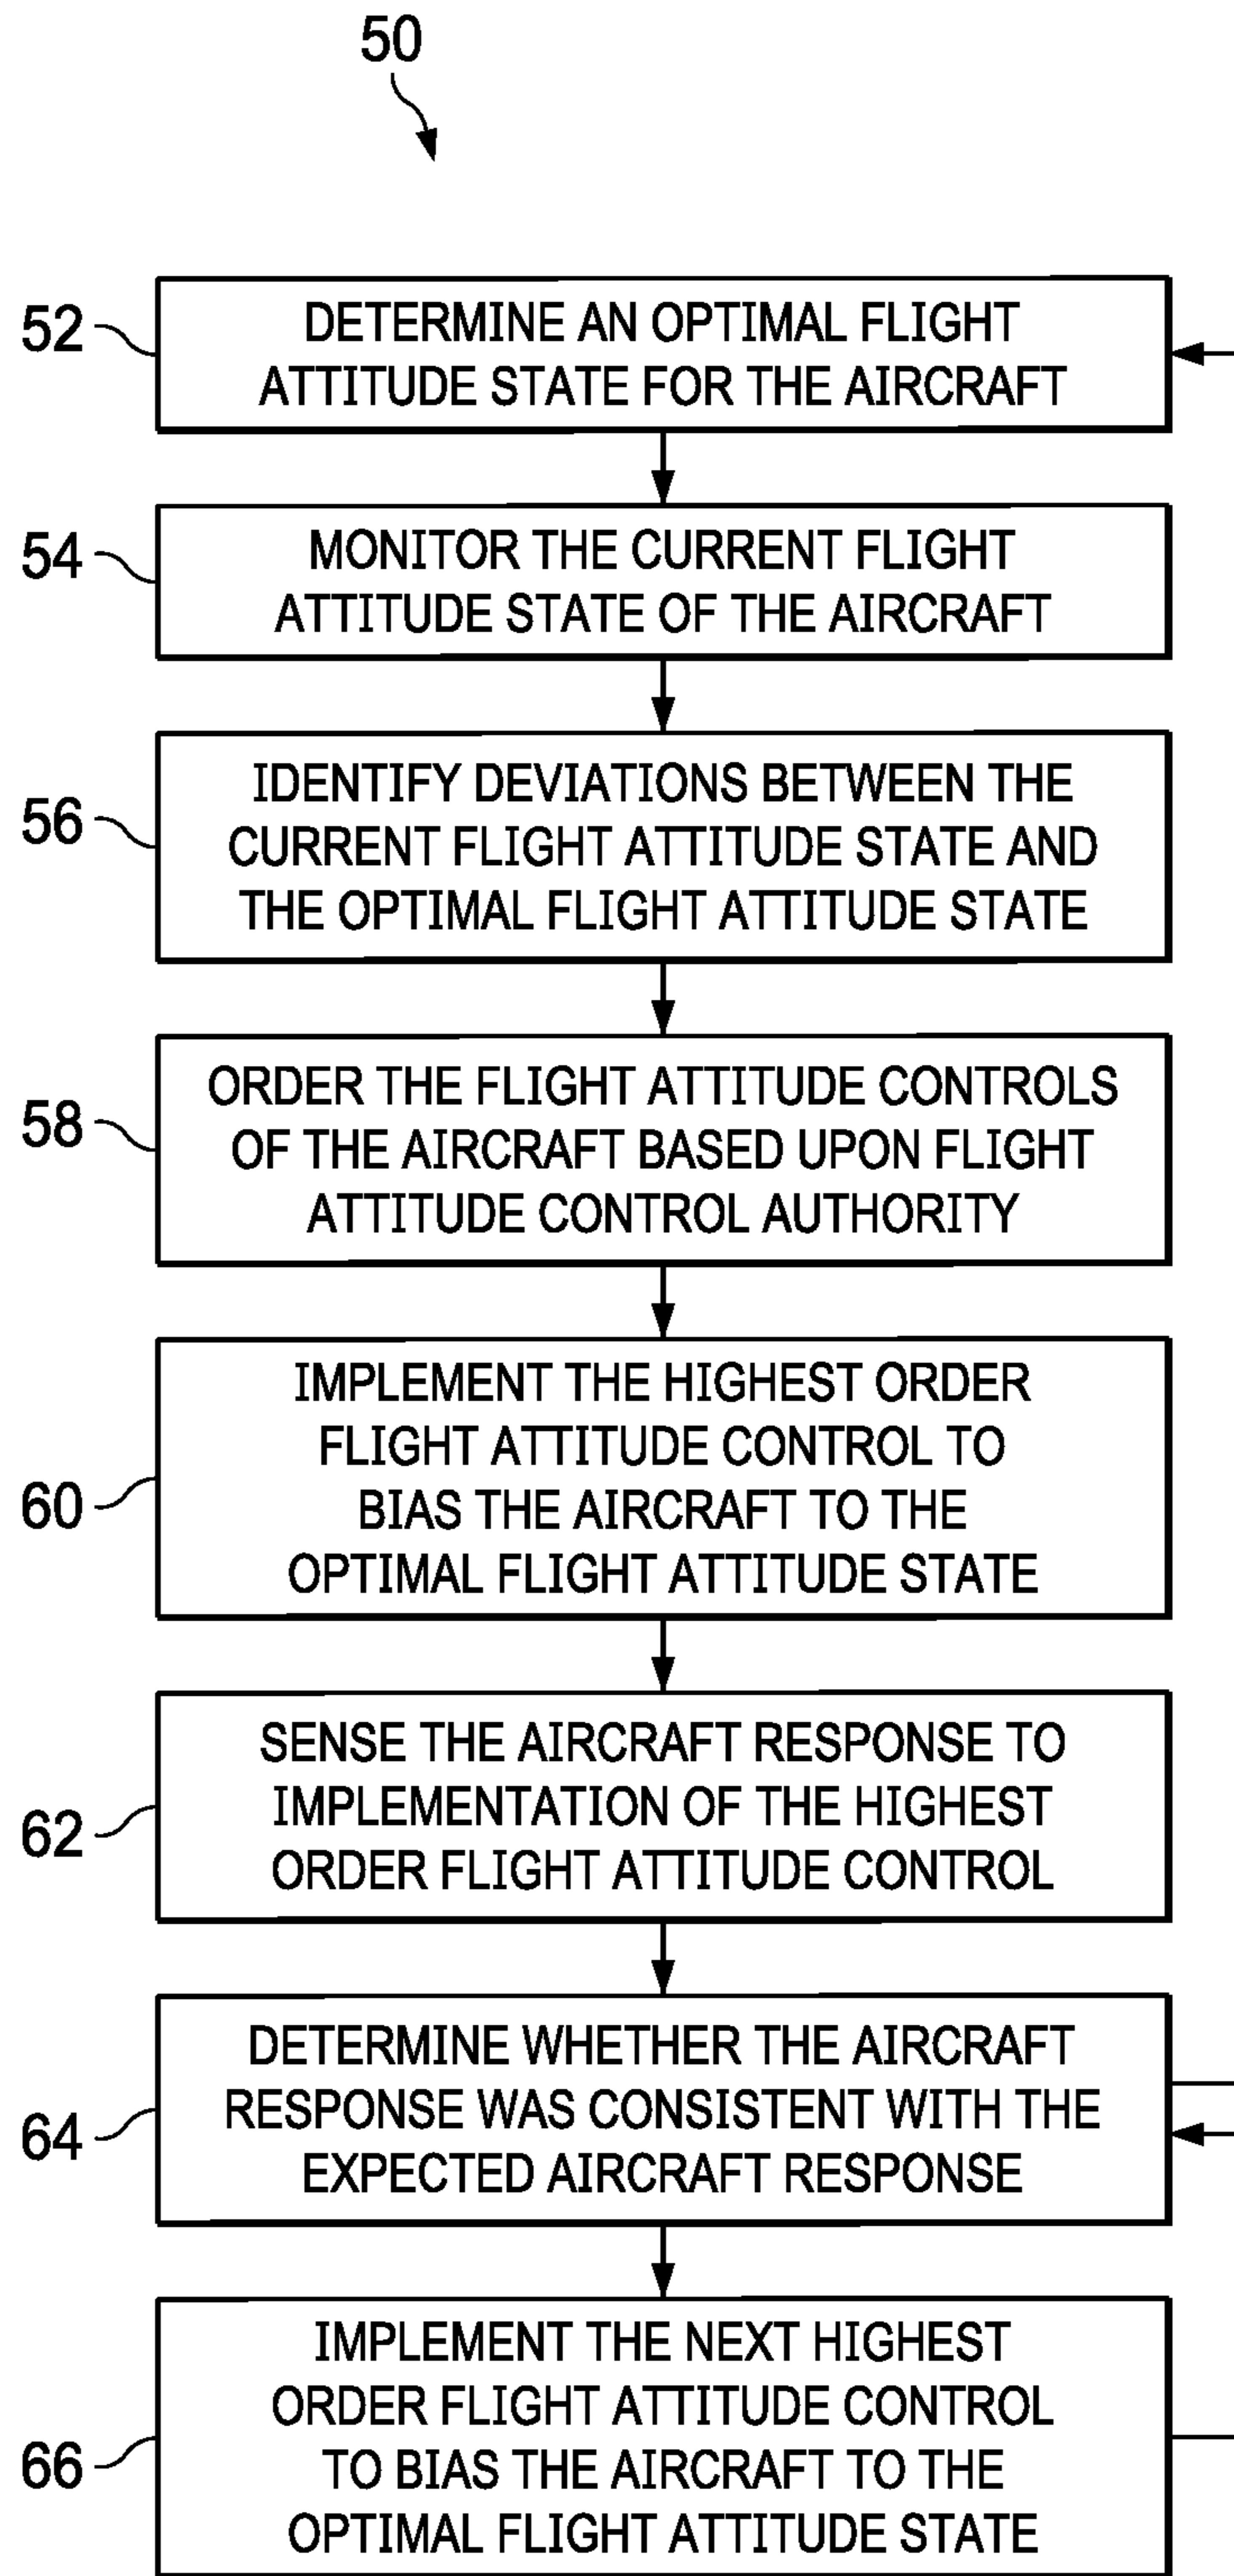 50
52
DETERMINE AN OPTIMAL FLIGHT
ATTITUDE STATE FOR THE AIRCRAFT
54
MONITOR THE CURRENT FLIGHT
ATTITUDE STATE OF THE AIRCRAFT
56
IDENTIFY DEVIATIONS BETWEEN THE
CURRENT FLIGHT ATTITUDE STATE AND
THE OPTIMAL FLIGHT ATTITUDE STATE
58
ORDER THE FLIGHT ATTITUDE CONTROLS
OF THE AIRCRAFT BASED UPON FLIGHT
ATTITUDE CONTROL AUTHORITY
60
IMPLEMENT THE HIGHEST ORDER
FLIGHT ATTITUDE CONTROL TO
BIAS THE AIRCRAFT TO THE
OPTIMAL FLIGHT ATTITUDE STATE
62
SENSE THE AIRCRAFT RESPONSE TO
IMPLEMENTATION OF THE HIGHEST
ORDER FLIGHT ATTITUDE CONTROL
64
DETERMINE WHETHER THE AIRCRAFT
RESPONSE WAS CONSISTENT WITH THE
EXPECTED AIRCRAFT RESPONSE
66
IMPLEMENT THE NEXT HIGHEST
ORDER FLIGHT ATTITUDE CONTROL
TO BIAS THE AIRCRAFT TO THE
OPTIMAL FLIGHT ATTITUDE STATE